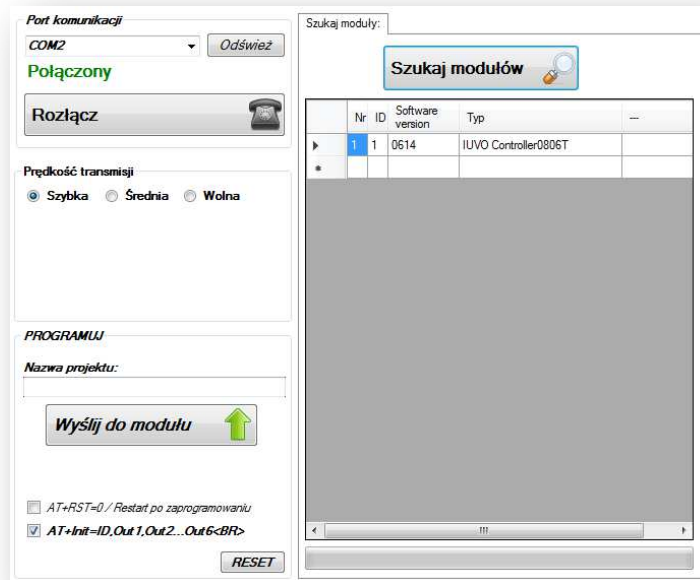 Port komunikacji
COM2
Odśwież
Połączony
Rozłącz
Prędkość transmisji
Szybka Średnia Wolna
PROGRAMUJ
Nazwa projektu:
Wyślij do modułu
AT+RST=0 / Restart po zaprogramowaniu
AT+Init=ID,Out1,Out2...Out6<BR>
RESET
Szukaj moduły:
Szukaj modułów
Nr ID Software version Typ ---
1 1 0614 IUVO Controller0806T